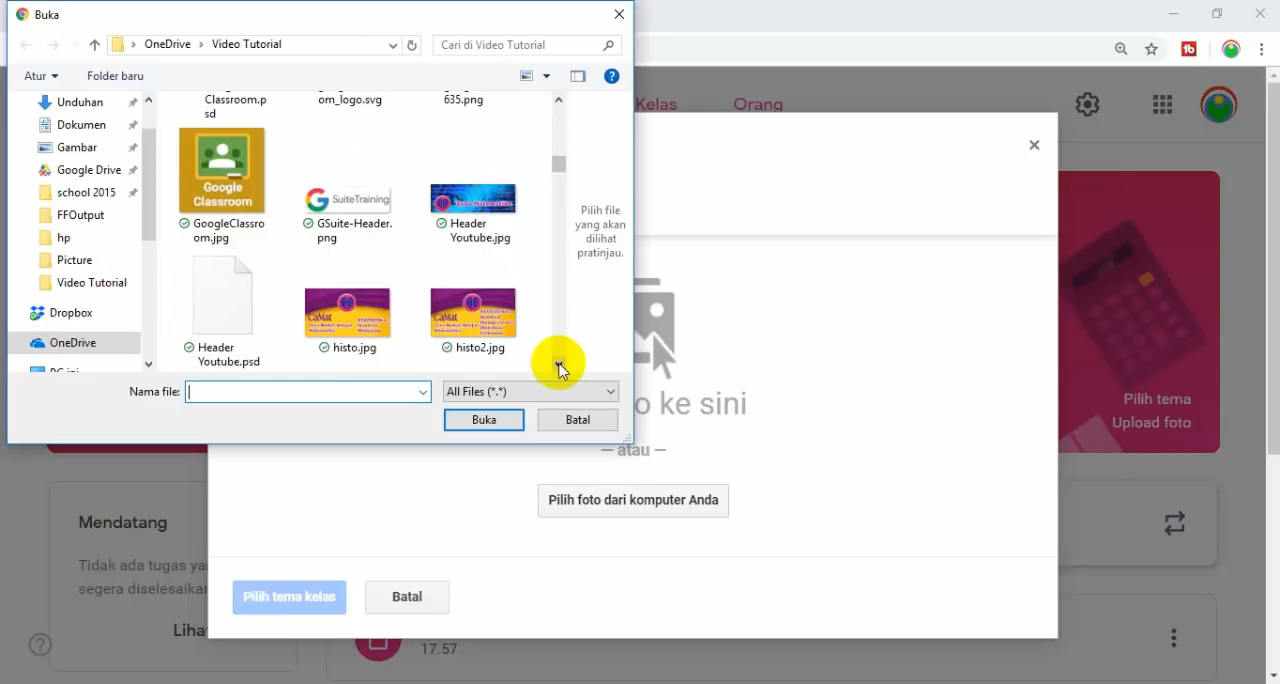 Buka
OneDrive > Video Tutorial
Cari di Video Tutorial
Atur
Folder baru
Unduhan
Dokumen
Gambar
Google Drive
school 2015
FFOutput
hp
Picture
Video Tutorial
Dropbox
OneDrive
Classroom.p
sd
om_logo.svg
635.png
Google
Classroom
GoogleClassro
om.jpg
G SuiteTraining
GSuite-Header.
png
Header
Youtube.jpg
Header
Youtube.psd
CaMat
histo.jpg
CaMat
histo2.jpg
Pilih file
yang akan
dilihat
pratinjau.
Nama file:
All Files (*.*)
Buka
Batal
Kelas
Orang
Pilih tema
Upload foto
o ke sini
— atau —
Pilih foto dari komputer Anda
Pilih tema kelas
Batal
Mendatang
Tidak ada tugas ya
segera diselesaika
Liha
17.57